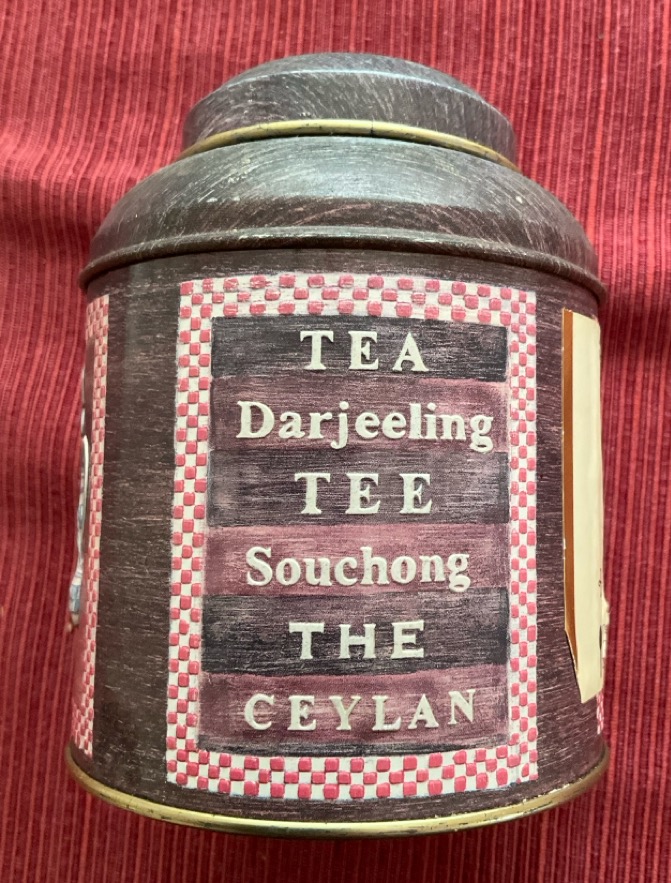 TEA
Darjeeling
TEE
Souchong
THE
CEYLAN